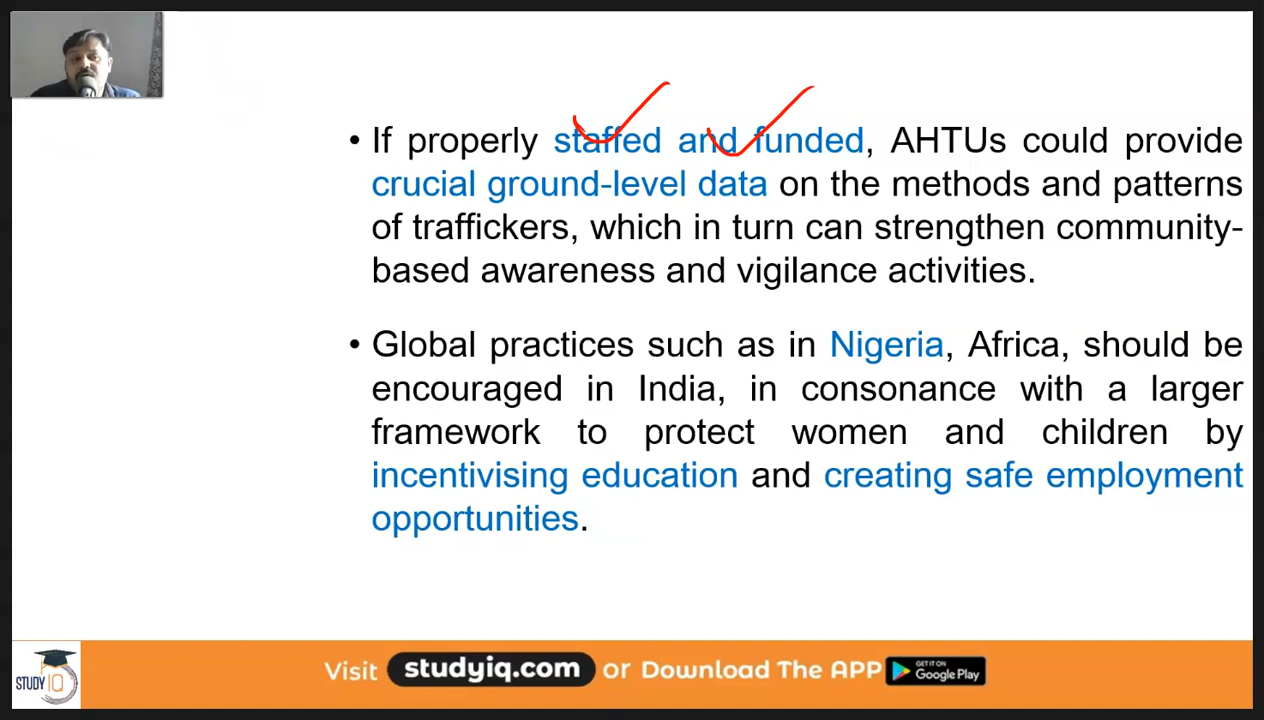 • If properly staffed and funded, AHTUs could provide
crucial ground-level data on the methods and patterns
of traffickers, which in turn can strengthen community-
based awareness and vigilance activities.
• Global practices such as in Nigeria, Africa, should be
encouraged in India, in consonance with a larger
framework to protect women and children by
incentivising education and creating safe employment
opportunities.
STUDY IQ
Visit studyiq.com or Download The APP GET IT ON Google Play